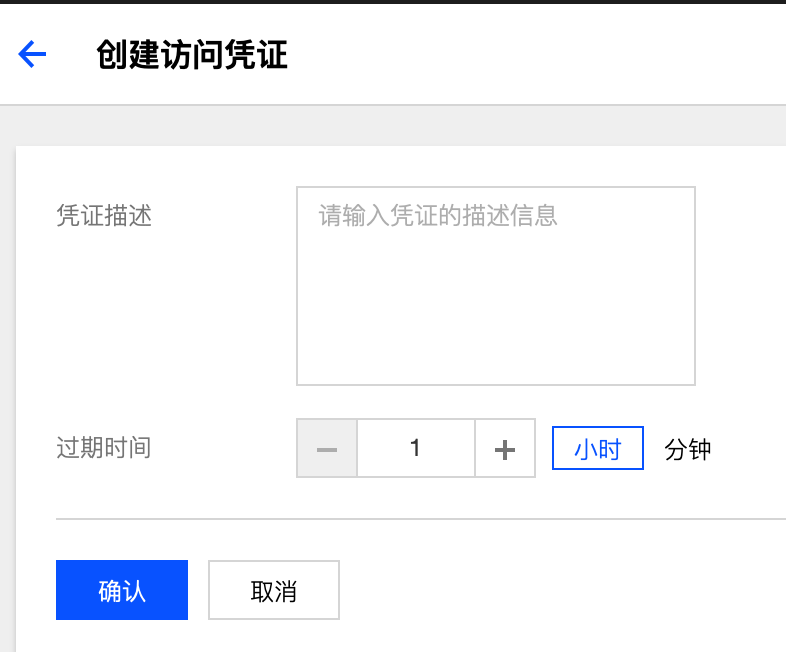 创建访问凭证
凭证描述
请输入凭证的描述信息
过期时间
1
小时
分钟
确认
取消